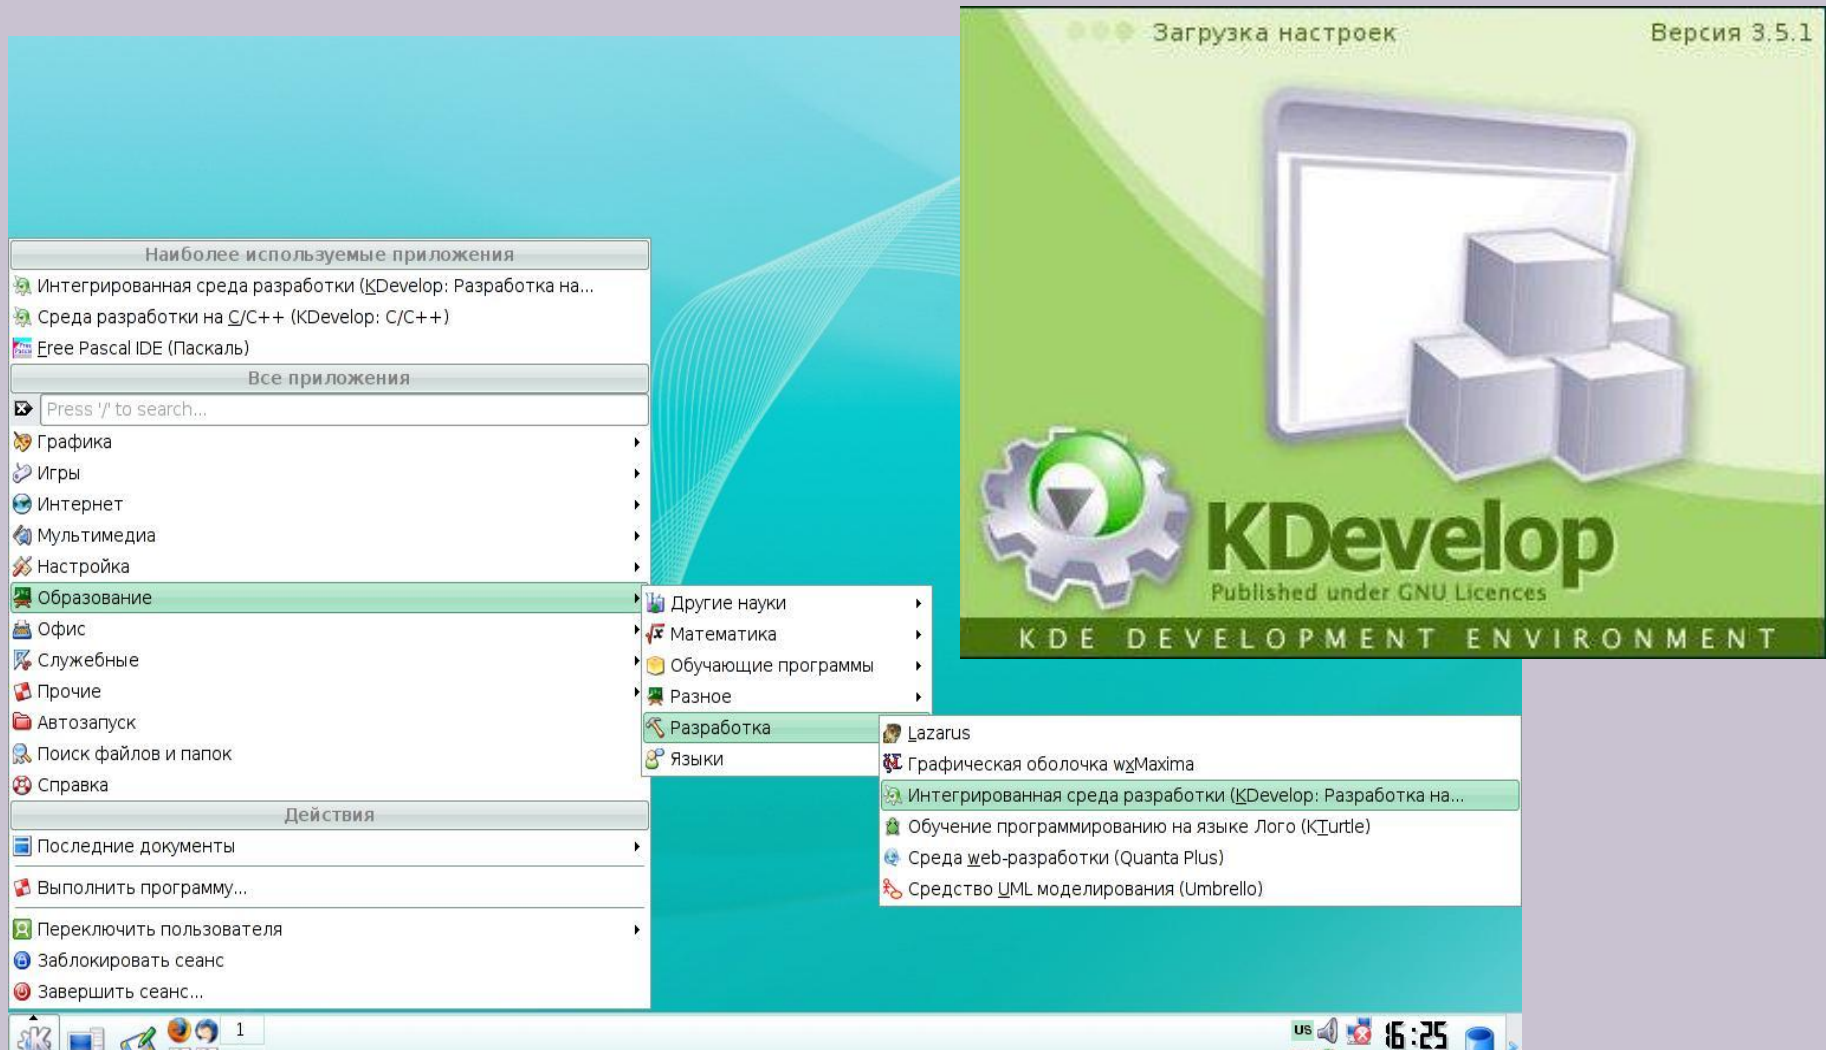 Загрузка настроек
Версия 3.5.1
KDevelop
Published under GNU Licences
KDE DEVELOPMENT ENVIRONMENT
Наиболее используемые приложения
Интегрированная среда разработки (KDevelop: Разработка на...
Среда разработки на C/C++ (KDevelop: C/C++)
Free Pascal IDE (Паскаль)
Все приложения
Press '/' to search...
Графика
Игры
Интернет
Мультимедиа
Настройка
Образование
Офис
Служебные
Прочие
Автозапуск
Поиск файлов и папок
Справка
Действия
Последние документы
Выполнить программу...
Переключить пользователя
Заблокировать сеанс
Завершить сеанс...
Другие науки
Математика
Обучающие программы
Разное
Разработка
Языки
Lazarus
Графическая оболочка wxMaxima
Интегрированная среда разработки (KDevelop: Разработка на...
Обучение программированию на языке Лого (KTurtle)
Среда web-разработки (Quanta Plus)
Средство UML моделирования (Umbrello)
1
US
16:25